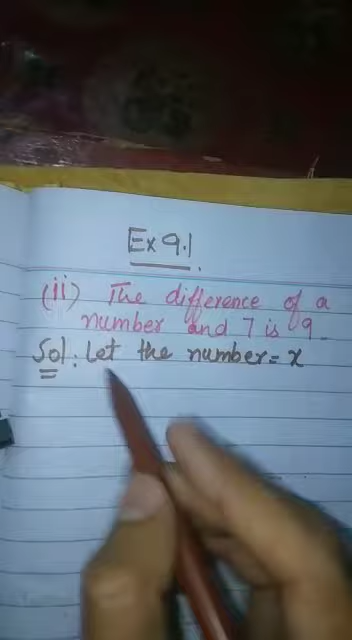 Ex 9.1.
(ii) The difference of a
number and 7 is 9.
Sol: Let the number = x